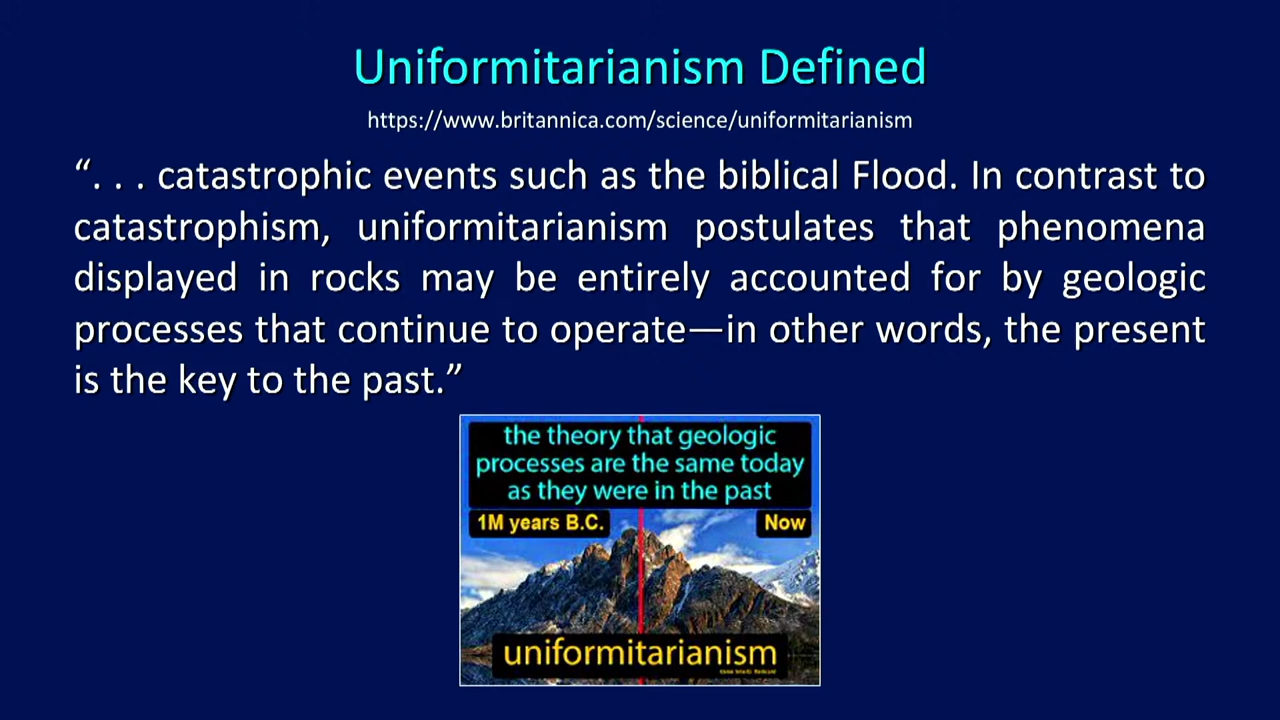 Uniformitarianism Defined
https://www.britannica.com/science/uniformitarianism
“. . . catastrophic events such as the biblical Flood. In contrast to
catastrophism, uniformitarianism postulates that phenomena
displayed in rocks may be entirely accounted for by geologic
processes that continue to operate—in other words, the present
is the key to the past.”
the theory that geologic
processes are the same today
as they were in the past
1M years B.C.
Now
uniformitarianism